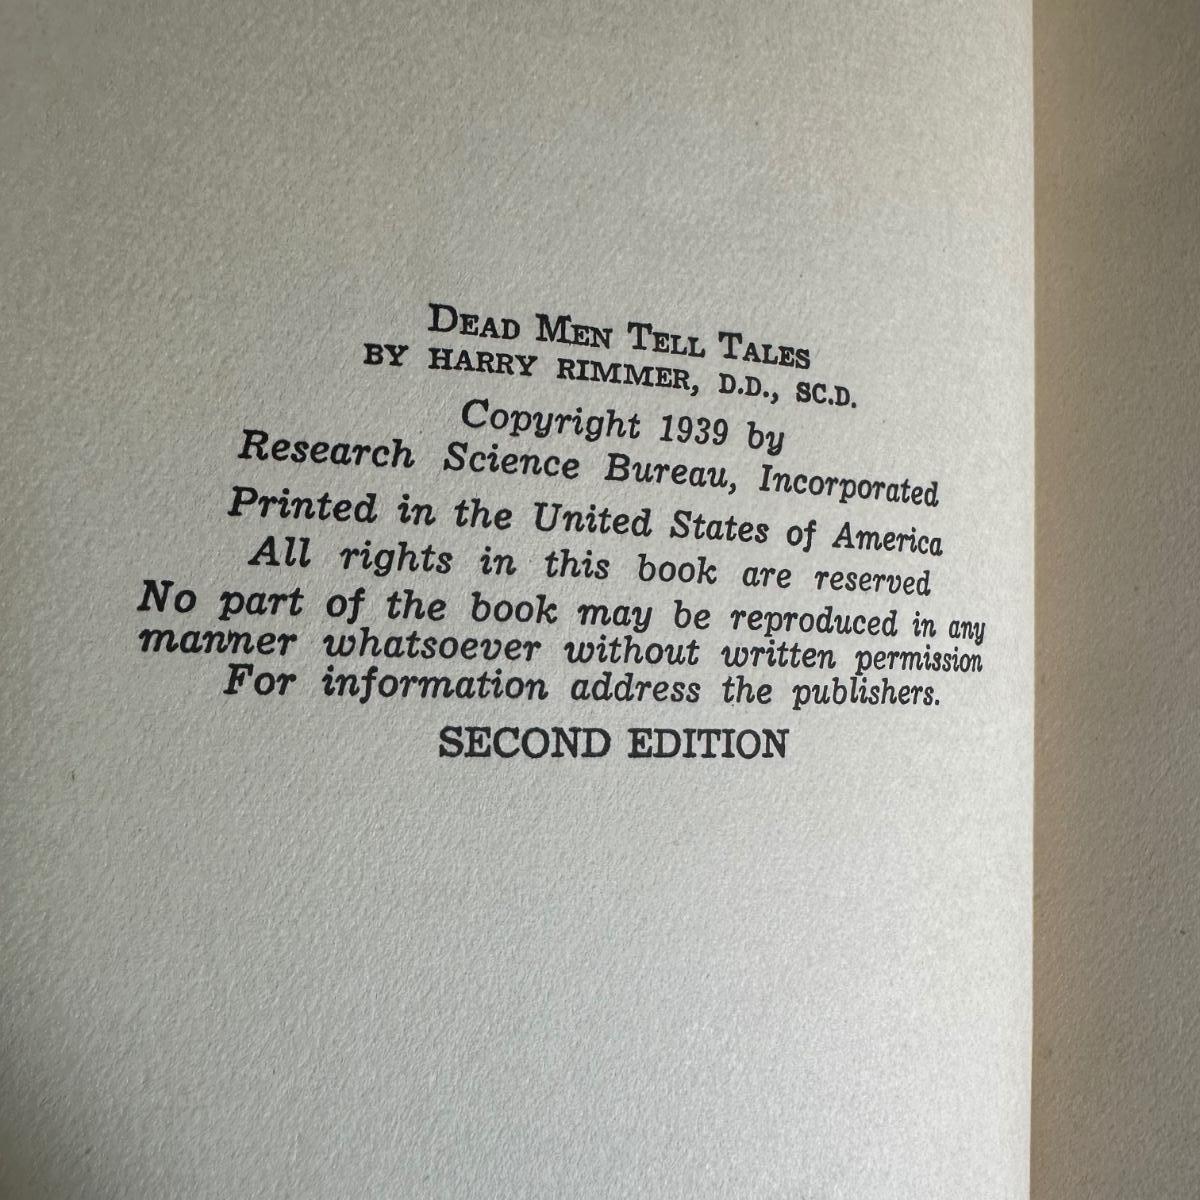 DEAD MEN TELL TALES
BY HARRY RIMMER, D.D., SC.D.
Copyright 1939 by
Research Science Bureau, Incorporated
Printed in the United States of America
All rights in this book are reserved
No part of the book may be reproduced in any
manner whatsoever without written permission
For information address the publishers.
SECOND EDITION